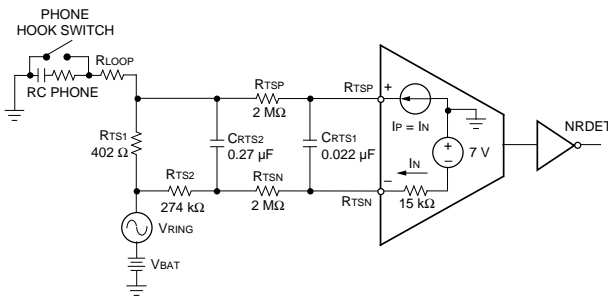 PHONE
HOOK SWITCH
RLOOP
RC PHONE
RTSP
2 MΩ
RTSP
+
IP = IN
NRDET
RTS1
402 Ω
CRTS2
0.27 µF
CRTS1
0.022 µF
+
−
7 V
IN
RTS2
274 kΩ
RTSN
2 MΩ
RTSN
−
15 kΩ
VRING
VBAT